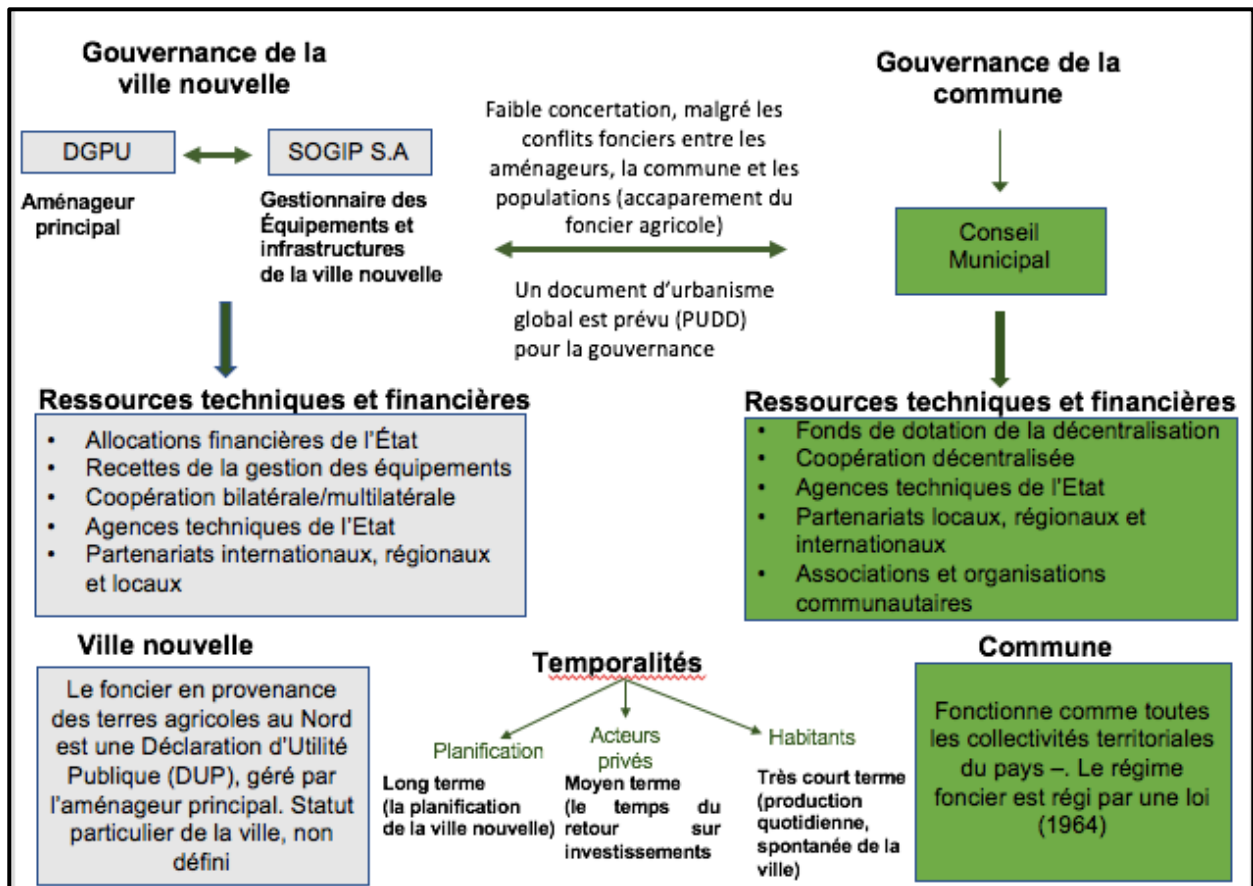 Gouvernance de la
ville nouvelle
DGPU
SOGIP S.A
Aménageur
principal
Gestionnaire des
Équipements et
infrastructures
de la ville nouvelle
Faible concertation, malgré les
conflits fonciers entre les
aménageurs, la commune et les
populations (accaparement du
foncier agricole)
Un document d’urbanisme
global est prévu (PUDD)
pour la gouvernance
Gouvernance de la
commune
Conseil
Municipal
Ressources techniques et financières
• Allocations financières de l’État
• Recettes de la gestion des équipements
• Coopération bilatérale/multilatérale
• Agences techniques de l’Etat
• Partenariats internationaux, régionaux
et locaux
Ressources techniques et financières
• Fonds de dotation de la décentralisation
• Coopération décentralisée
• Agences techniques de l’Etat
• Partenariats locaux, régionaux et
internationaux
• Associations et organisations
communautaires
Ville nouvelle
Le foncier en provenance
des terres agricoles au Nord
est une Déclaration d’Utilité
Publique (DUP), géré par
l’aménageur principal. Statut
particulier de la ville, non
défini
Temporalités
Planification
Long terme
(la planification
de la ville nouvelle)
Acteurs
privés
Moyen terme
(le temps du
retour sur
investissements
Habitants
Très court terme
(production
quotidienne,
spontanée de la
ville)
Commune
Fonctionne comme toutes
les collectivités territoriales
du pays –. Le régime
foncier est régi par une loi
(1964)